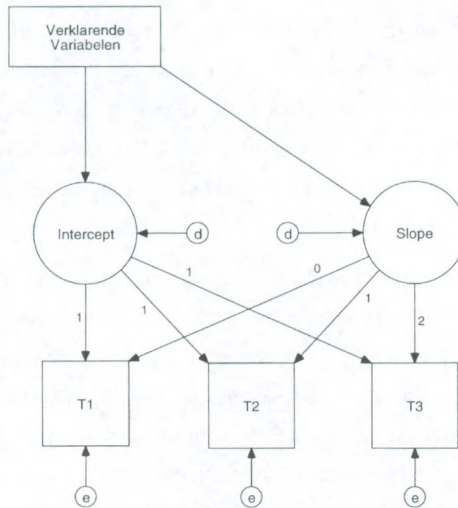 Verklarende
Variabelen
Intercept
d
d
Slope
1
0
1
1
1
2
T1
T2
T3
e
e
e